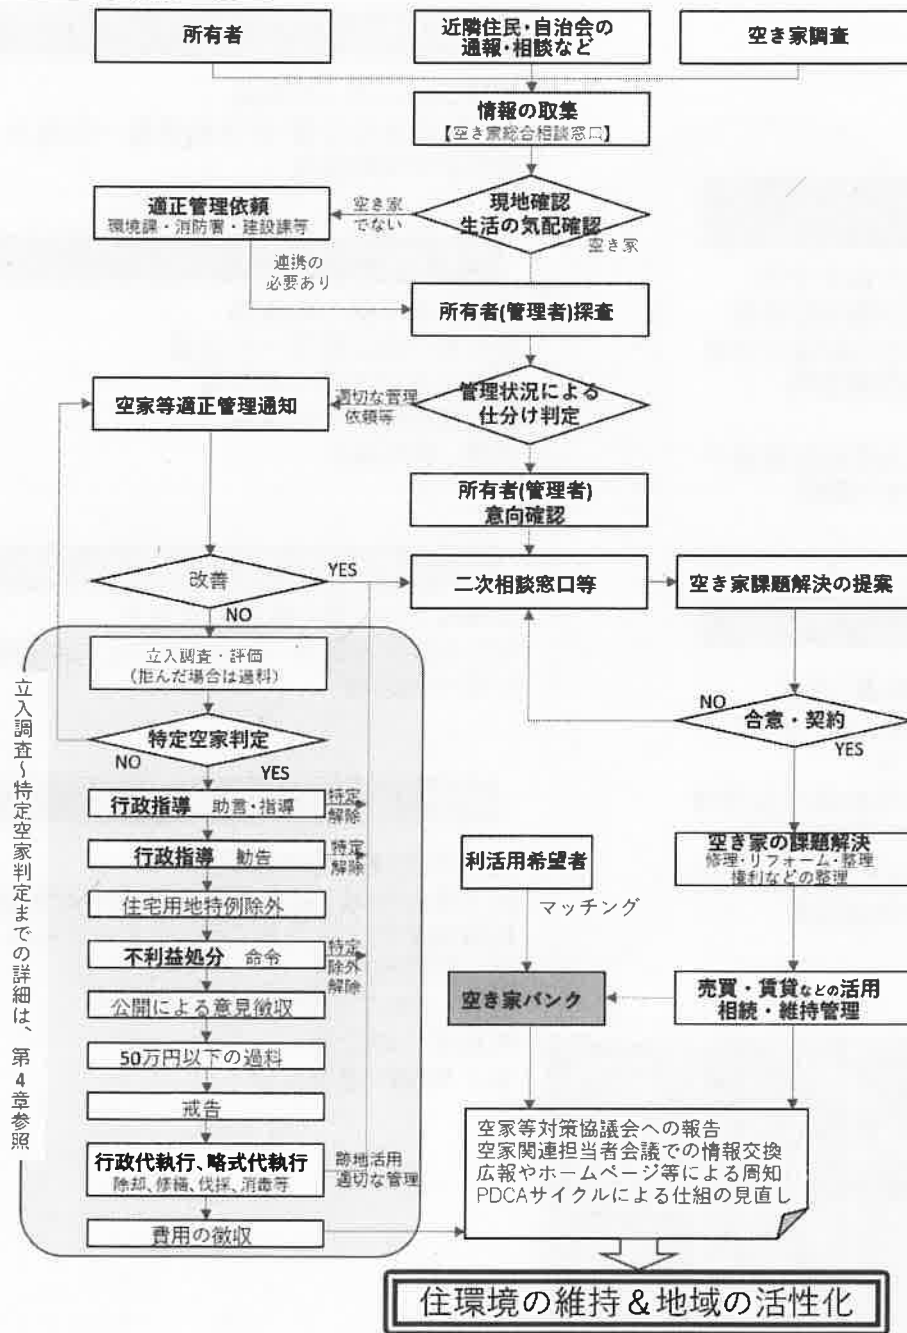 所有者
近隣住民・自治会の
通報・相談など
空き家調査
情報の収集
【空き家総合相談窓口】
現地確認
生活の気配確認
空き家
でない
空き家
適正管理依頼
環境課・消防署・建設課等
連携の
必要あり
所有者(管理者)探査
管理状況による
仕分け判定
適切な管理
依頼等
空家等適正管理通知
所有者(管理者)
意向確認
改善
YES
NO
二次相談窓口等
空き家課題解決の提案
立入調査・評価
(拒んだ場合は過料)
特定空家判定
NO
YES
NO
合意・契約
YES
行政指導 助言・指導
特定
解除
行政指導 勧告
特定
解除
住宅用地特例除外
不利益処分 命令
特定
除外
解除
公開による意見徴収
50万円以下の過料
戒告
行政代執行、略式代執行
除却、修繕、伐採、消毒等
跡地活用
適切な管理
費用の徴収
立入調査~特定空家判定までの詳細は、第4章参照
利活用希望者
マッチング
空き家バンク
空き家の課題解決
修理・リフォーム・整理
権利などの整理
売買・賃貸などの活用
相続・維持管理
空家等対策協議会への報告
空家関連担当者会議での情報交換
広報やホームページ等による周知
PDCAサイクルによる仕組の見直し
住環境の維持&地域の活性化